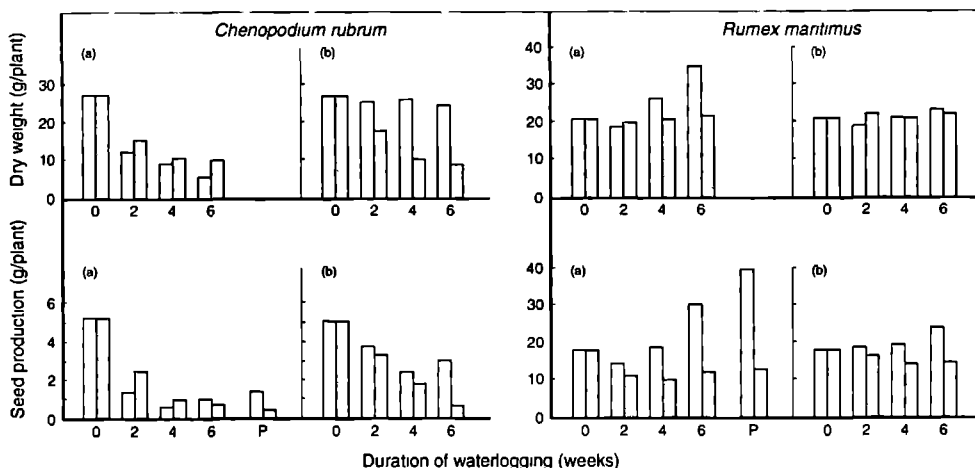 Chenopodium rubrum
Rumex maritimus
(a)
(b)
(a)
(b)
Dry weight (g/plant)
30
20
10
0
40
30
20
10
0
0 2 4 6
0 2 4 6
0 2 4 6
0 2 4 6
(a)
(b)
(a)
(b)
Seed production (g/plant)
6
4
2
0
40
30
20
10
0
0 2 4 6 P
0 2 4 6
0 2 4 6 P
0 2 4 6
Duration of waterlogging (weeks)